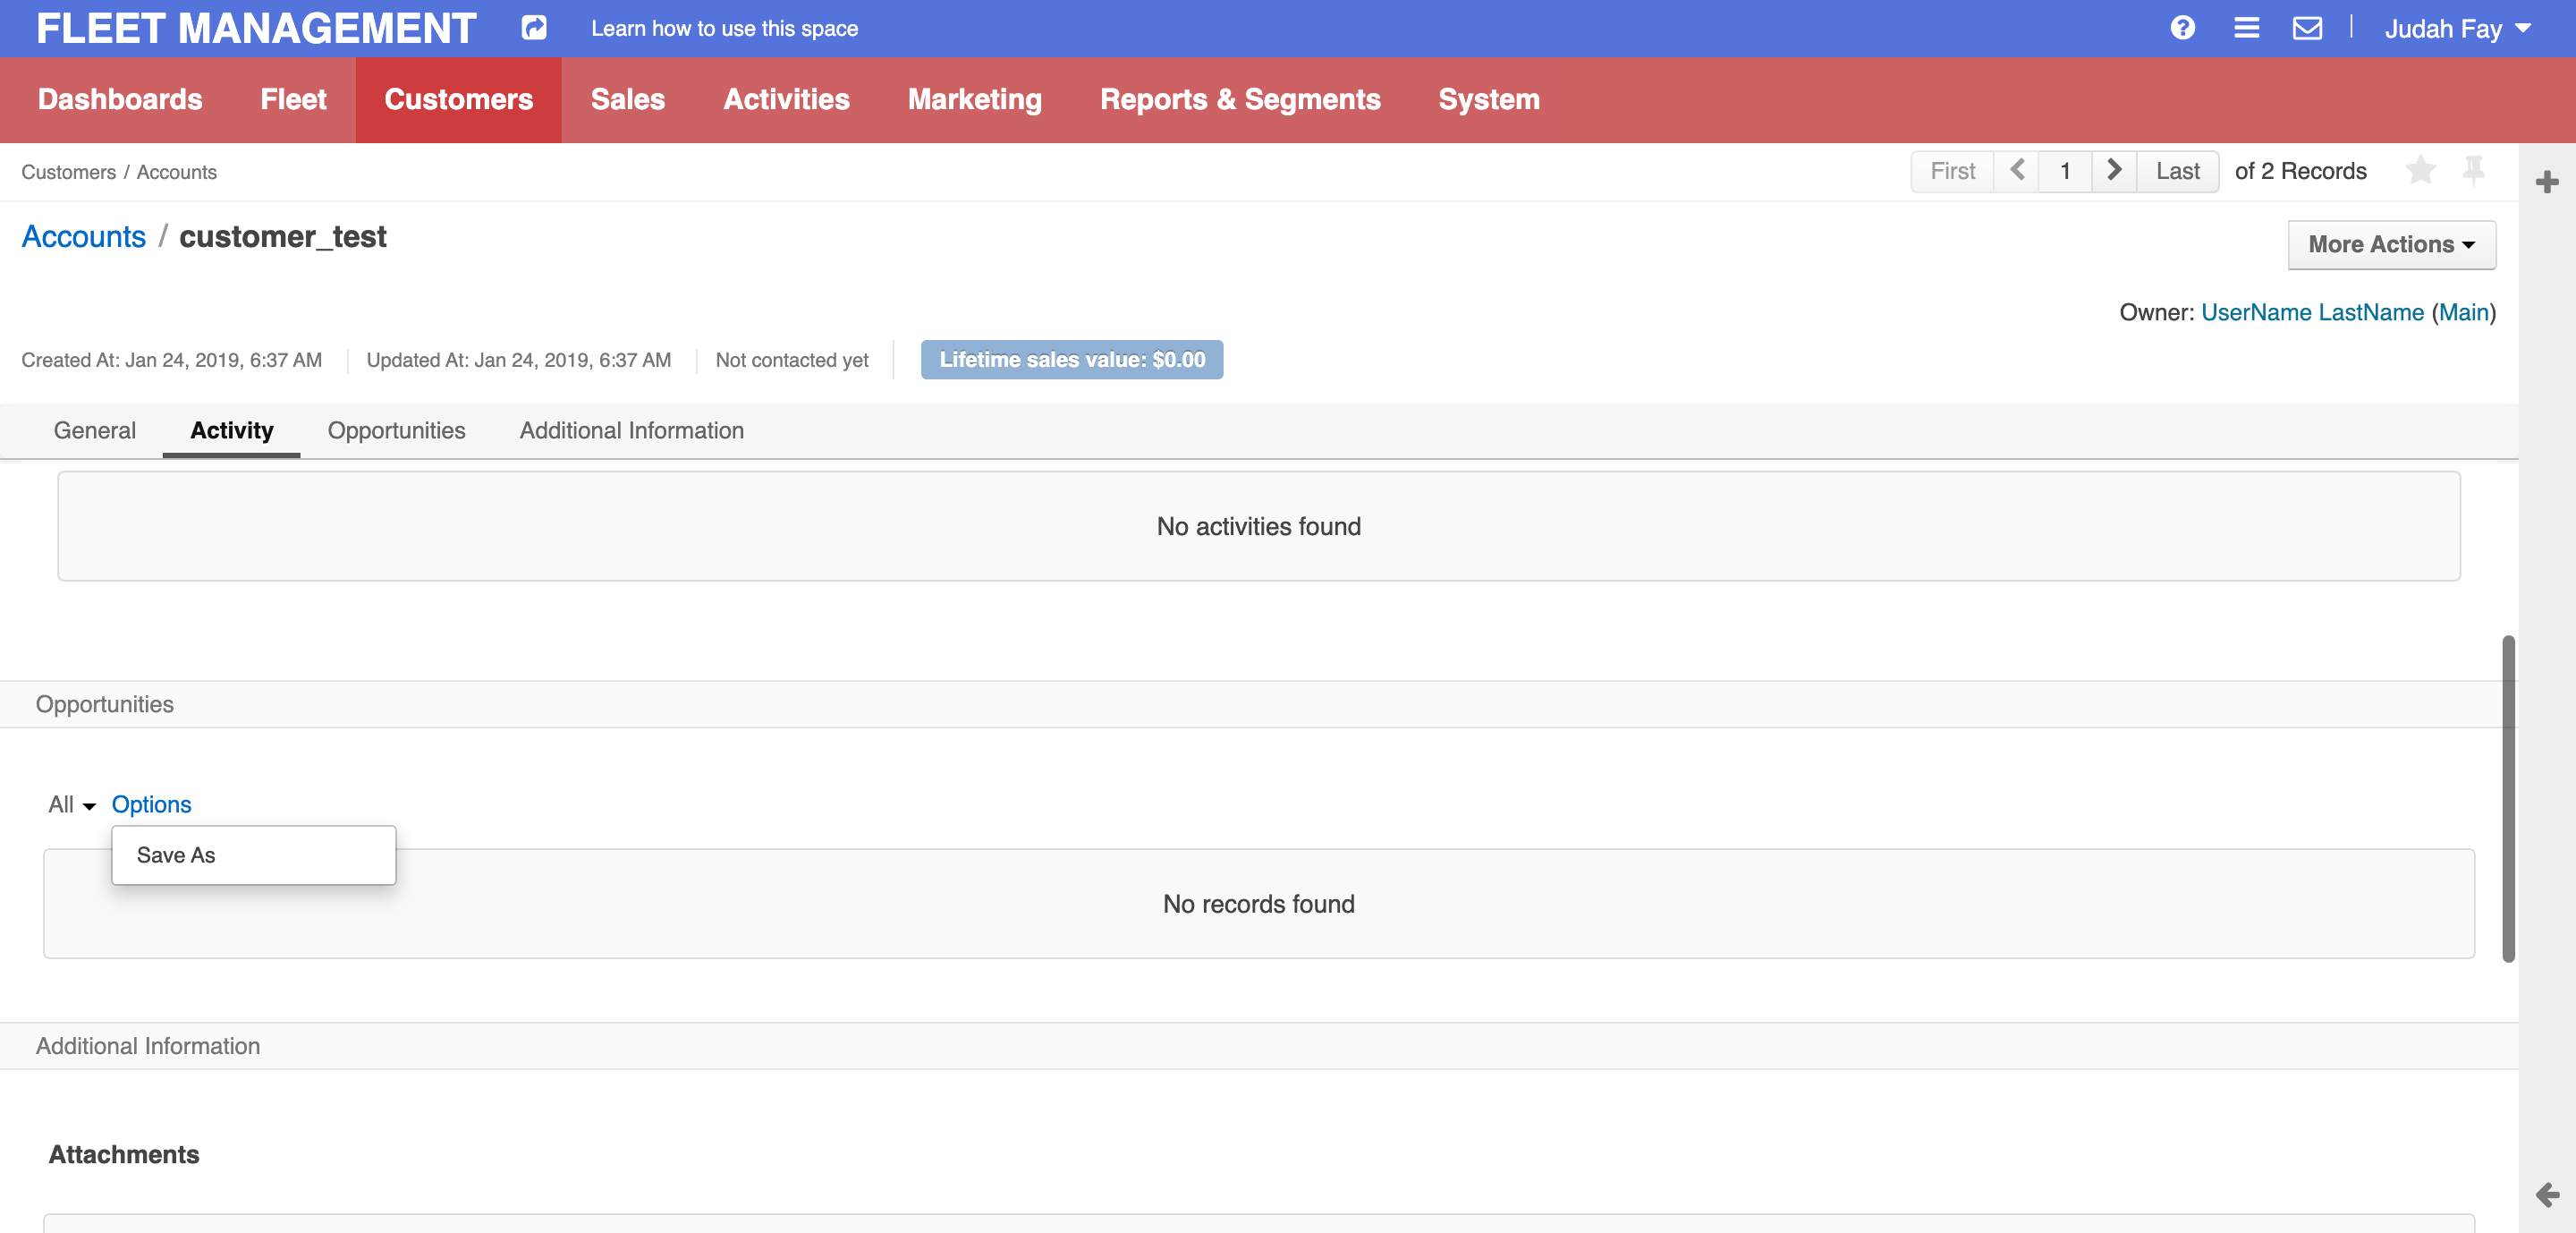 FLEET MANAGEMENT
Learn how to use this space
Judah Fay
Dashboards
Fleet
Customers
Sales
Activities
Marketing
Reports & Segments
System
Customers / Accounts
First
1
Last
of 2 Records
Accounts / customer_test
More Actions
Owner: UserName LastName (Main)
Created At: Jan 24, 2019, 6:37 AM
Updated At: Jan 24, 2019, 6:37 AM
Not contacted yet
Lifetime sales value: $0.00
General
Activity
Opportunities
Additional Information
No activities found
Opportunities
All
Options
Save As
No records found
Additional Information
Attachments